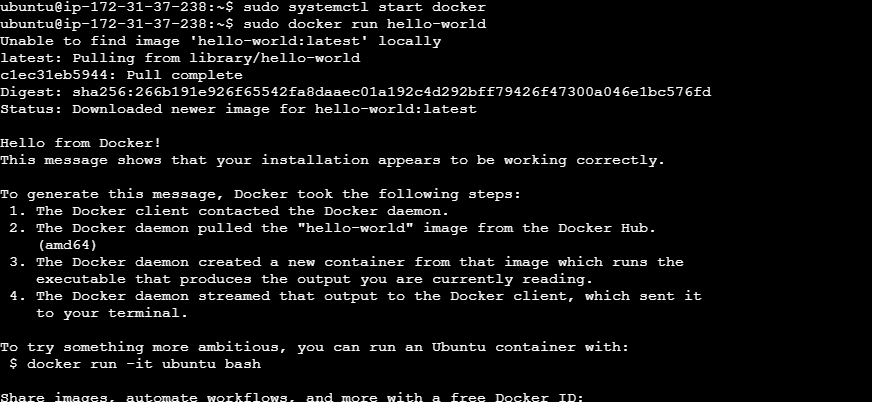 ubuntu@ip-172-31-37-238:~$ sudo systemctl start docker
ubuntu@ip-172-31-37-238:~$ sudo docker run hello-world
Unable to find image 'hello-world:latest' locally
latest: Pulling from library/hello-world
c1ec31eb5944: Pull complete
Digest: sha256:266b191e926f65542fa8daaec01a192c4d292bff79426f47300a046e1bc576fd
Status: Downloaded newer image for hello-world:latest
Hello from Docker!
This message shows that your installation appears to be working correctly.
To generate this message, Docker took the following steps:
1. The Docker client contacted the Docker daemon.
2. The Docker daemon pulled the "hello-world" image from the Docker Hub.
(amd64)
3. The Docker daemon created a new container from that image which runs the
executable that produces the output you are currently reading.
4. The Docker daemon streamed that output to the Docker client, which sent it
to your terminal.
To try something more ambitious, you can run an Ubuntu container with:
$ docker run -it ubuntu bash
Share images, automate workflows, and more with a free Docker ID: